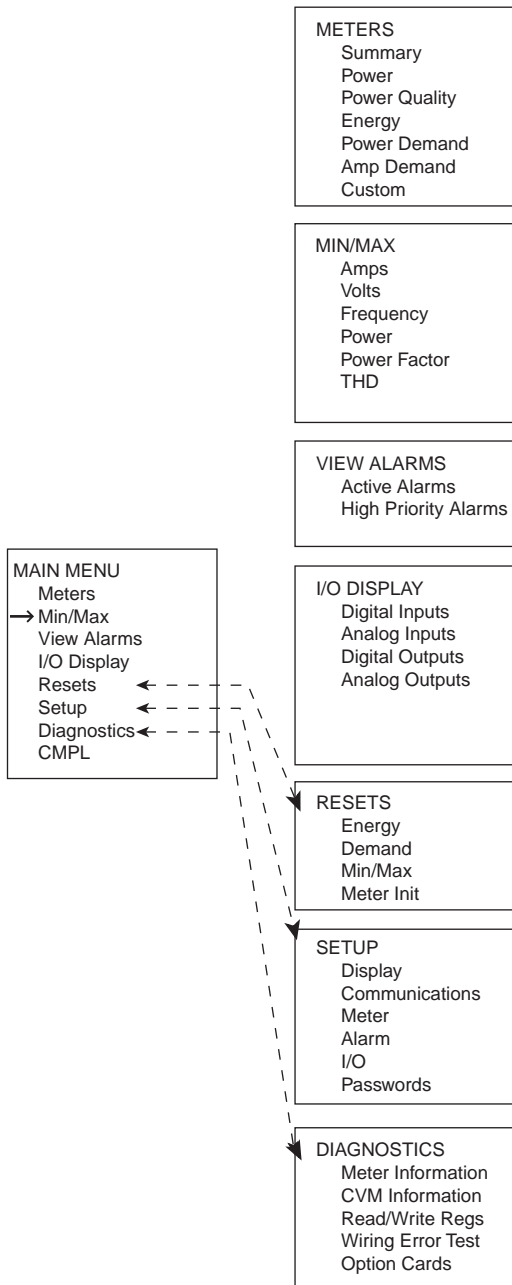 METERS
Summary
Power
Power Quality
Energy
Power Demand
Amp Demand
Custom
MIN/MAX
Amps
Volts
Frequency
Power
Power Factor
THD
VIEW ALARMS
Active Alarms
High Priority Alarms
MAIN MENU
Meters
Min/Max
View Alarms
I/O Display
Resets
Setup
Diagnostics
CMPL
I/O DISPLAY
Digital Inputs
Analog Inputs
Digital Outputs
Analog Outputs
RESETS
Energy
Demand
Min/Max
Meter Init
SETUP
Display
Communications
Meter
Alarm
I/O
Passwords
DIAGNOSTICS
Meter Information
CVM Information
Read/Write Regs
Wiring Error Test
Option Cards